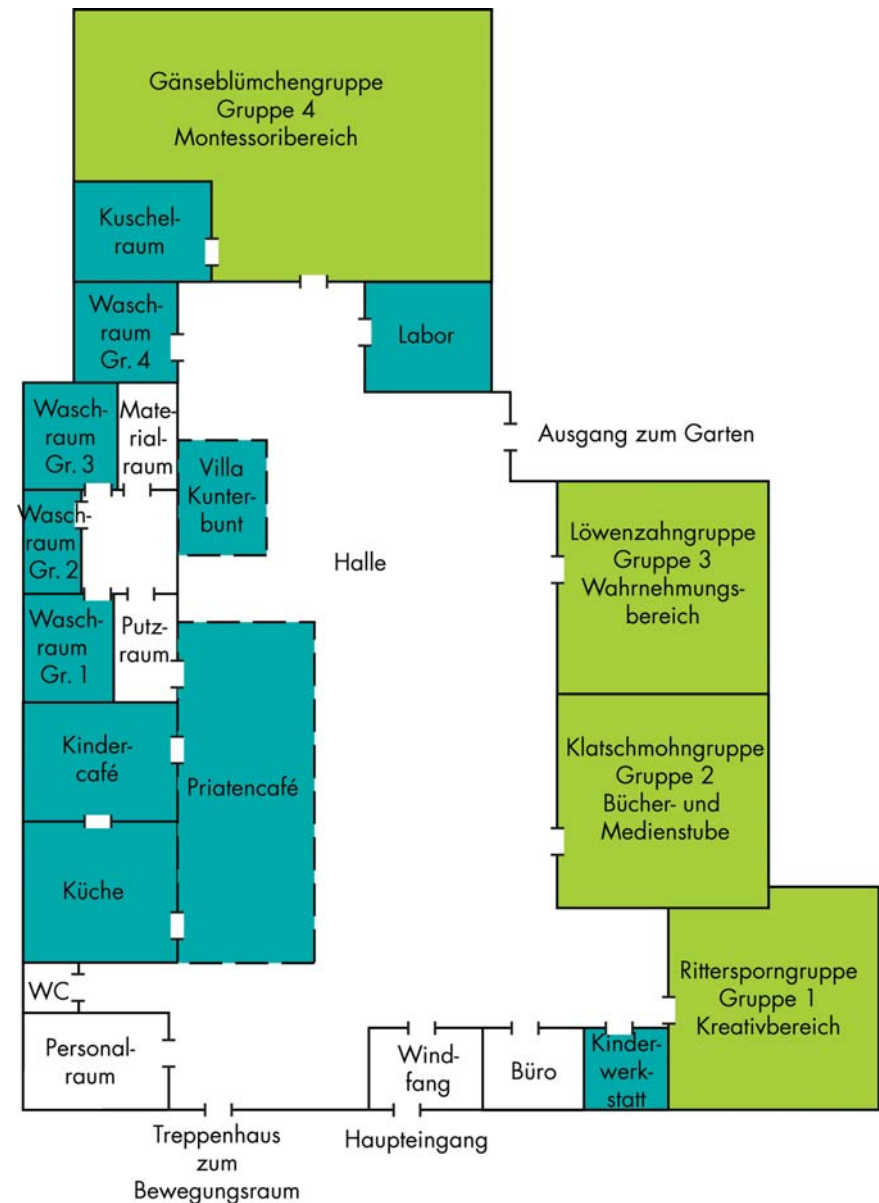 Gänseblümchengruppe
Gruppe 4
Montessoribereich
Kuschel-
raum
Wasch-
raum
Gr. 4
Labor
Wasch-
raum
Gr. 3
Mate-
rial-
raum
Ausgang zum Garten
Villa
Kunter-
bunt
Wasch-
raum
Gr. 2
Halle
Löwenzahngruppe
Gruppe 3
Wahrnehmungs-
bereich
Wasch-
raum
Gr. 1
Putz-
raum
Kinder-
café
Priatencafé
Klatschmohngruppe
Gruppe 2
Bücher- und
Medienstube
Küche
WC
Rittersporngruppe
Gruppe 1
Kreativbereich
Personal-
raum
Wind-
fang
Büro
Kinder-
werk-
statt
Treppenhaus
zum
Bewegungsraum
Haupteingang